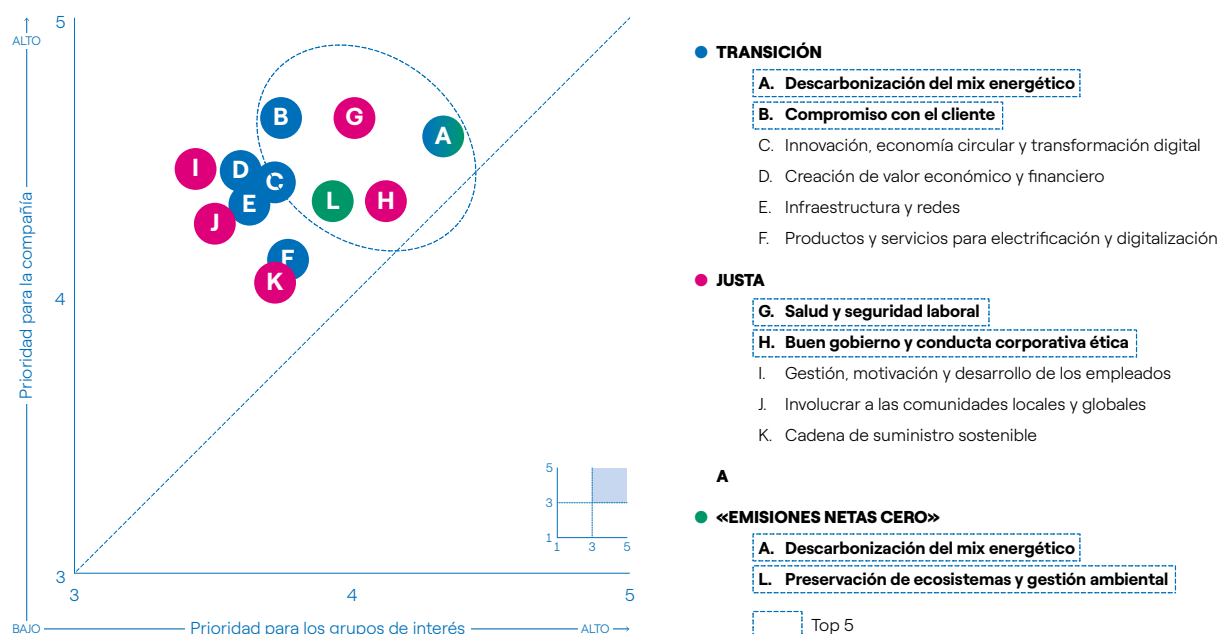 5
ALTO
B
G
A
I
D
C
E
L
H
J
F
K
4
Prioridad para la compañía
3
3
4
5
BAJO
Prioridad para los grupos de interés
ALTO
5
3
1
1
3
5
TRANSICIÓN
A. Descarbonización del mix energético
B. Compromiso con el cliente
C. Innovación, economía circular y transformación digital
D. Creación de valor económico y financiero
E. Infraestructura y redes
F. Productos y servicios para electrificación y digitalización
JUSTA
G. Salud y seguridad laboral
H. Buen gobierno y conducta corporativa ética
I. Gestión, motivación y desarrollo de los empleados
J. Involucrar a las comunidades locales y globales
K. Cadena de suministro sostenible
A
«EMISIONES NETAS CERO»
A. Descarbonización del mix energético
L. Preservación de ecosistemas y gestión ambiental
Top 5